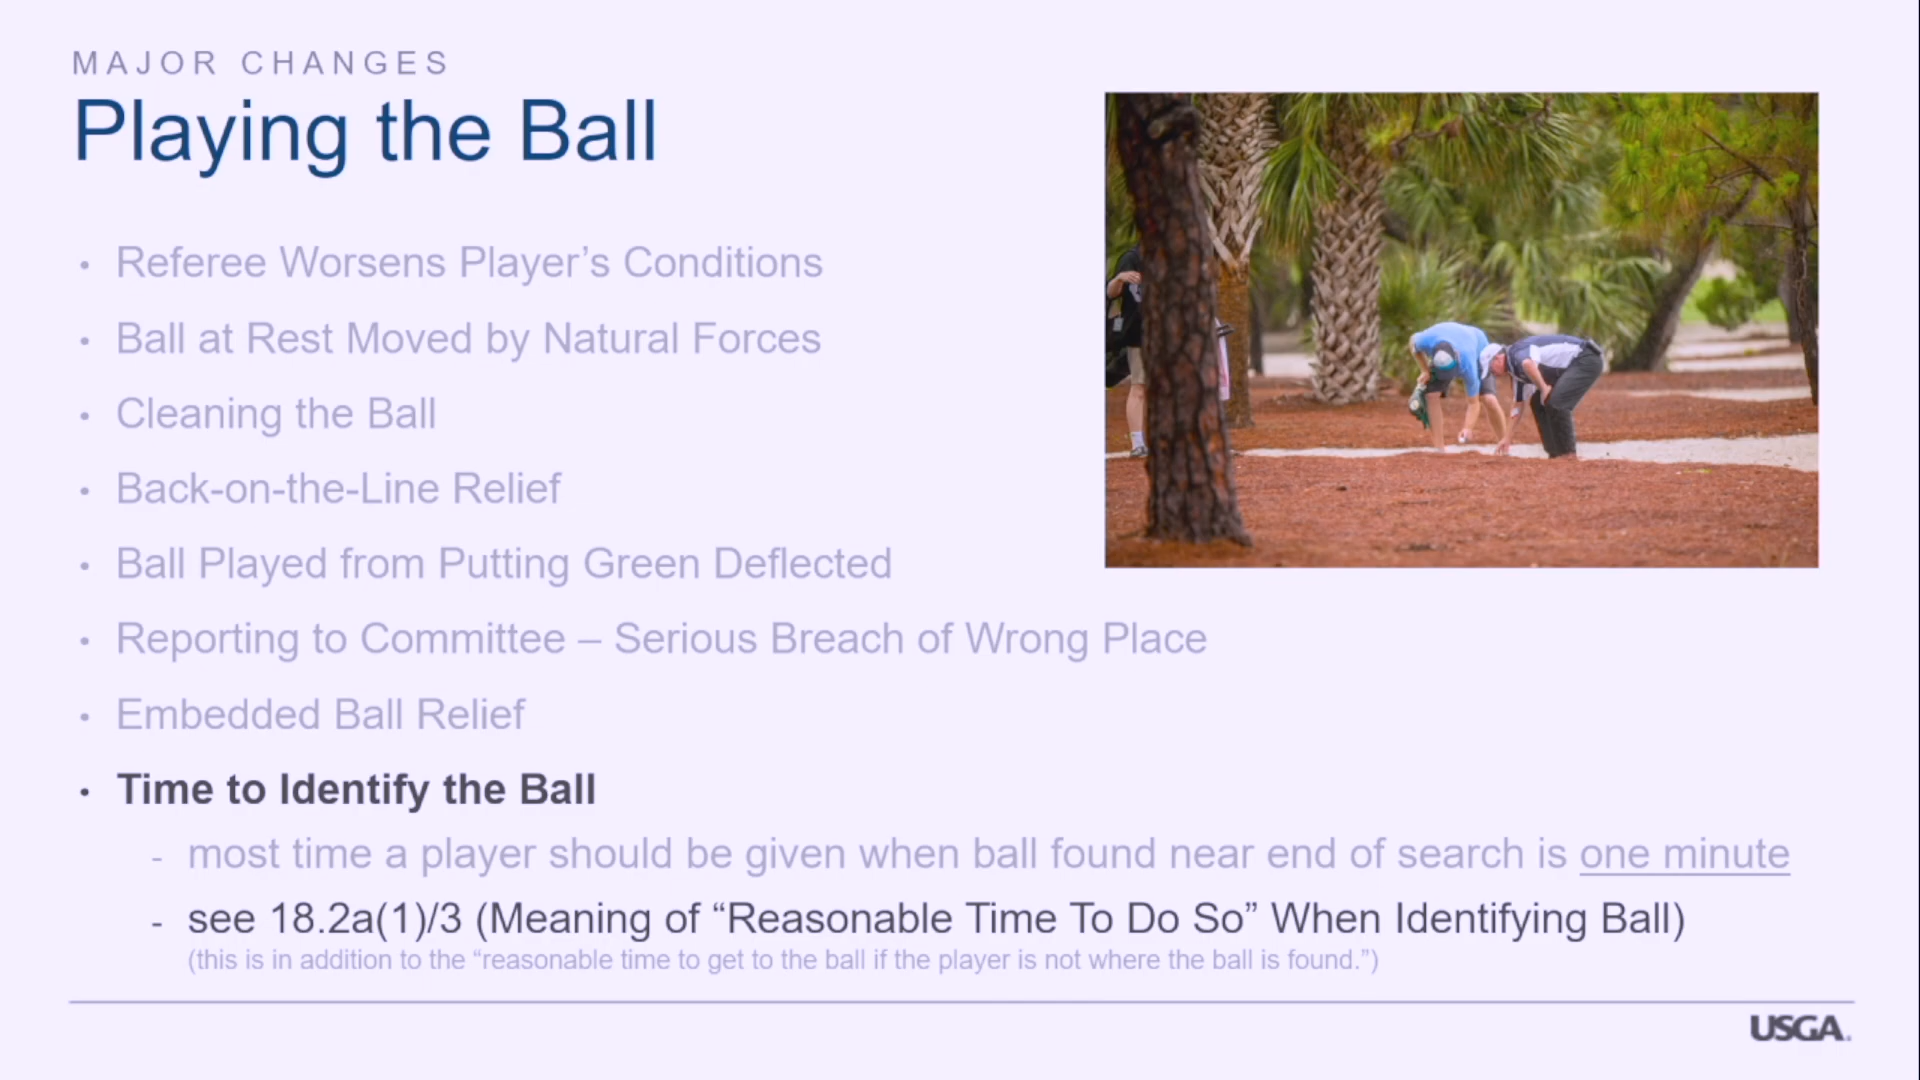 MAJOR CHANGES
Playing the Ball
• Referee Worsens Player’s Conditions
• Ball at Rest Moved by Natural Forces
• Cleaning the Ball
• Back-on-the-Line Relief
• Ball Played from Putting Green Deflected
• Reporting to Committee – Serious Breach of Wrong Place
• Embedded Ball Relief
• Time to Identify the Ball
- most time a player should be given when ball found near end of search is one minute
- see 18.2a(1)/3 (Meaning of “Reasonable Time To Do So” When Identifying Ball)
(this is in addition to the “reasonable time to get to the ball if the player is not where the ball is found.”)
USGA.